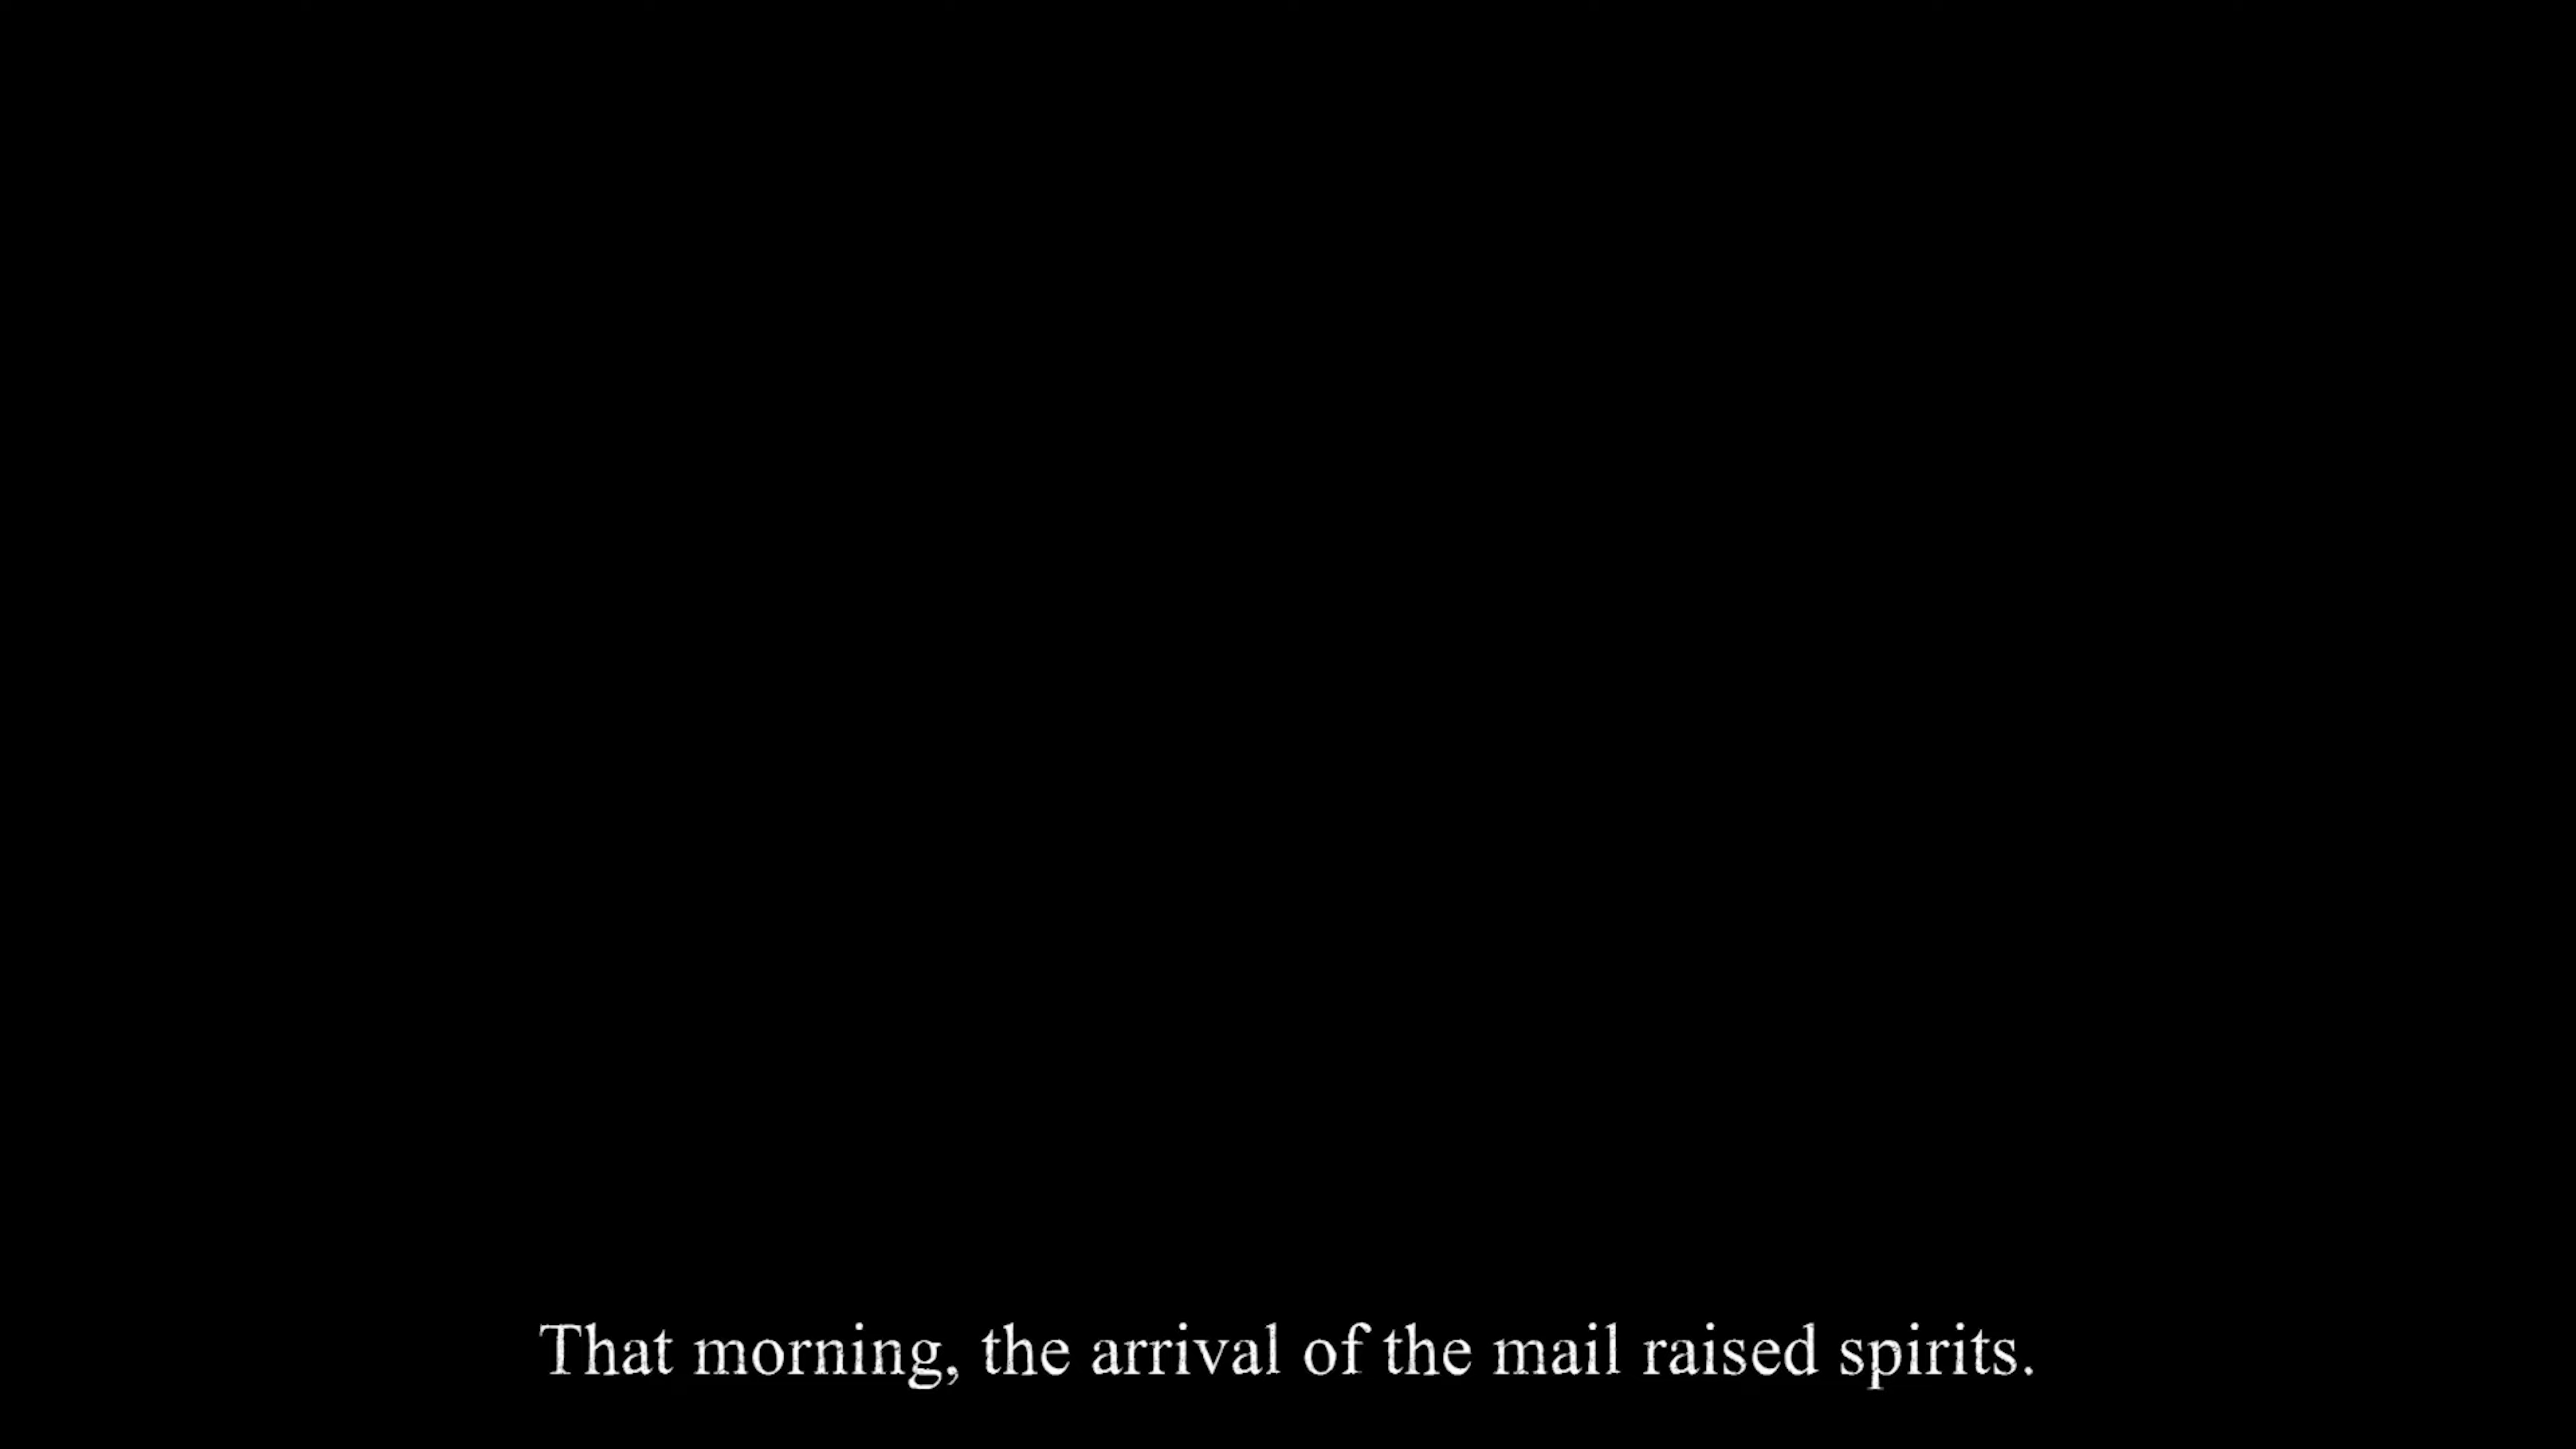 That morning, the arrival of the mail raised spirits.